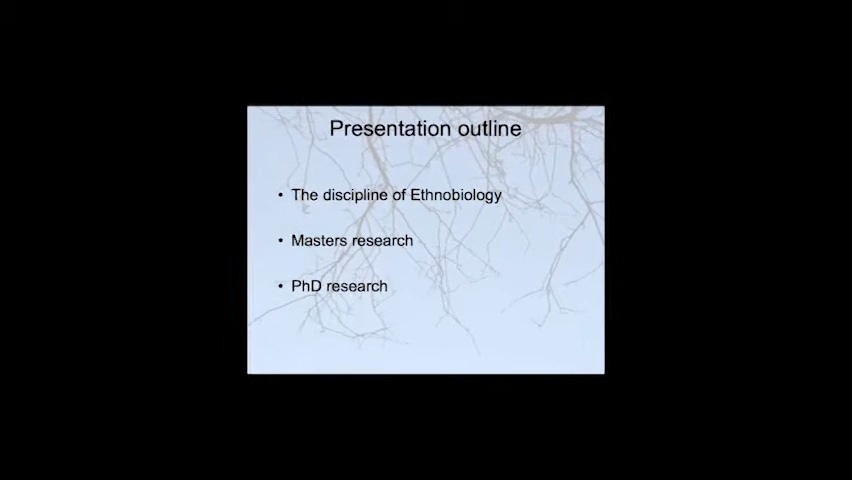 Presentation outline
• The discipline of Ethnobiology
• Masters research
• PhD research